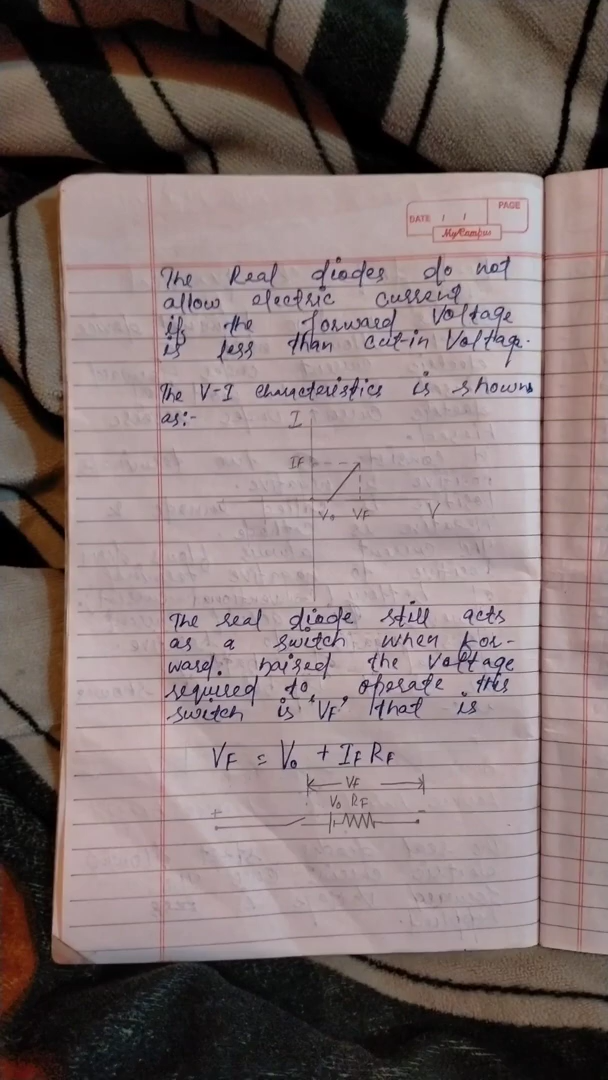 DATE / /
PAGE
MyCampus
The Real diodes do not
allow electric current
if the forward Voltage
is less than cut-in Voltage.
The V-I characteristics is shown
as:-
I
IF
V₀ VF V
The real diode still acts
as a switch when For-
ward. baised the Voltage
required to operate this
switch is 'VF' that is
VF = V₀ + IF RF
VF
V₀ RF
+ -